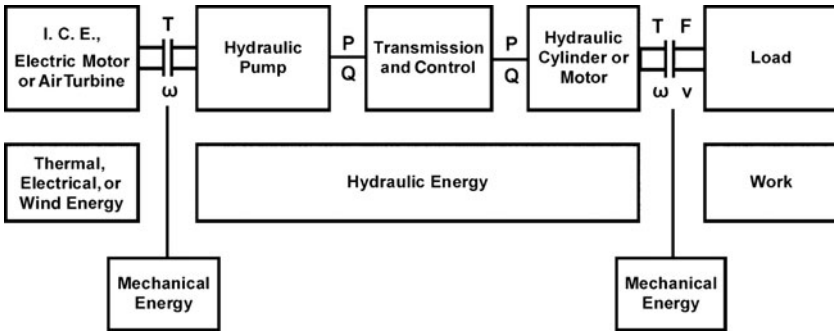 I. C. E.,
Electric Motor
or Air Turbine
T
ω
Hydraulic
Pump
P
Q
Transmission
and Control
P
Q
Hydraulic
Cylinder or
Motor
T F
ω v
Load
Thermal,
Electrical, or
Wind Energy
Hydraulic Energy
Work
Mechanical
Energy
Mechanical
Energy